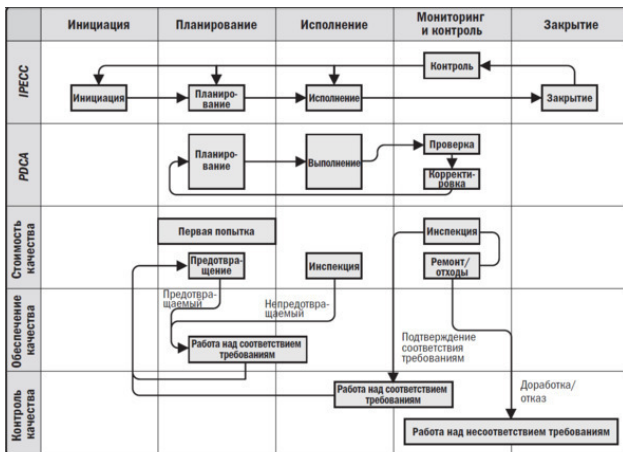 Инициация
Планирование
Исполнение
Мониторинг
и контроль
Закрытие
IPECC
Контроль
Инициация
Планиро-
вание
Исполнение
Закрытие
PDCA
Планиро-
вание
Выполнение
Проверка
Корректи-
ровка
Стоимость
качества
Первая попытка
Инспекция
Предотвра-
щение
Инспекция
Ремонт/
отходы
Обеспечение
качества
Предотвра-
щаемый
Непредотвра-
щаемый
Работа над соответствием
требованиям
Подтверждение
соответствия
требованиям
Контроль
качества
Работа над соответствием
требованиям
Доработка/
отказ
Работа над несоответствием требованиям